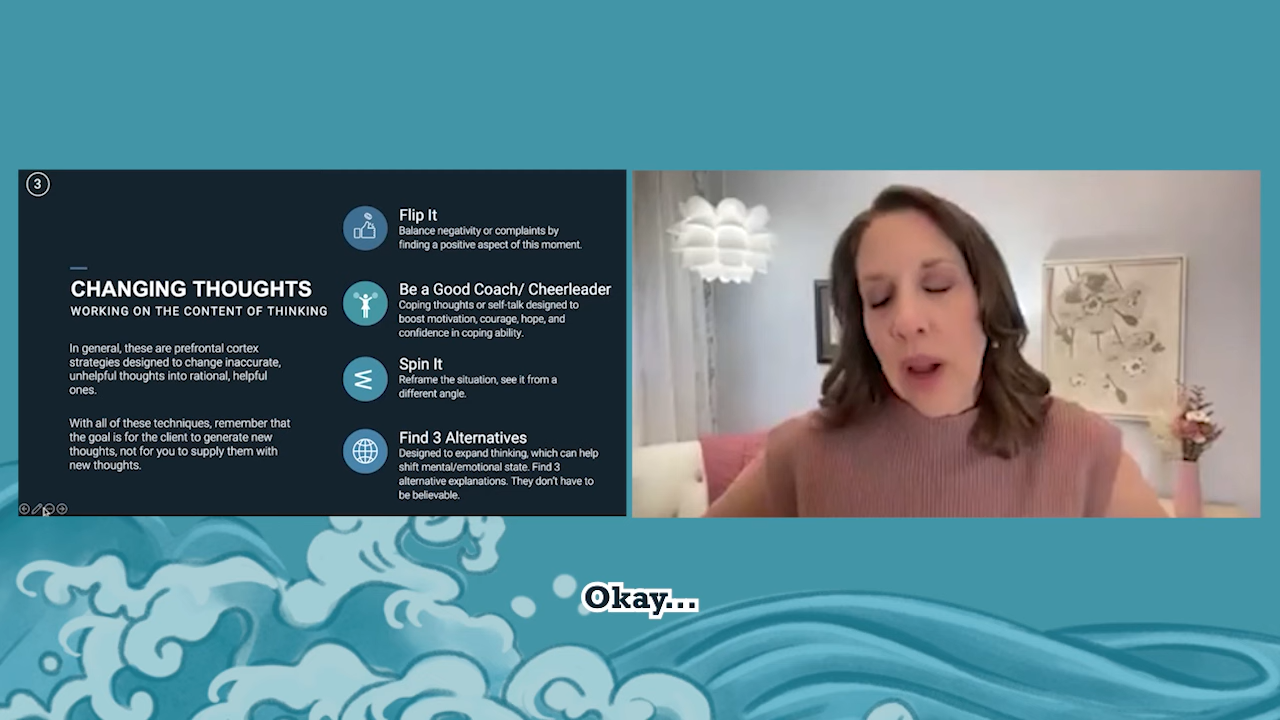 3
CHANGING THOUGHTS
WORKING ON THE CONTENT OF THINKING
In general, these are prefrontal cortex
strategies designed to change inaccurate,
unhelpful thoughts into rational, helpful
ones.
With all of these techniques, remember that
the goal is for the client to generate new
thoughts, not for you to supply them with
new thoughts.
Flip It
Balance negativity or complaints by
finding a positive aspect of this moment.
Be a Good Coach/ Cheerleader
Coping thoughts or self-talk designed to
boost motivation, courage, hope, and
confidence in coping ability.
Spin It
Reframe the situation, see it from a
different angle.
Find 3 Alternatives
Designed to expand thinking, which can help
shift mental/emotional state. Find 3
alternative explanations. They don't have to
be believable.
Okay...